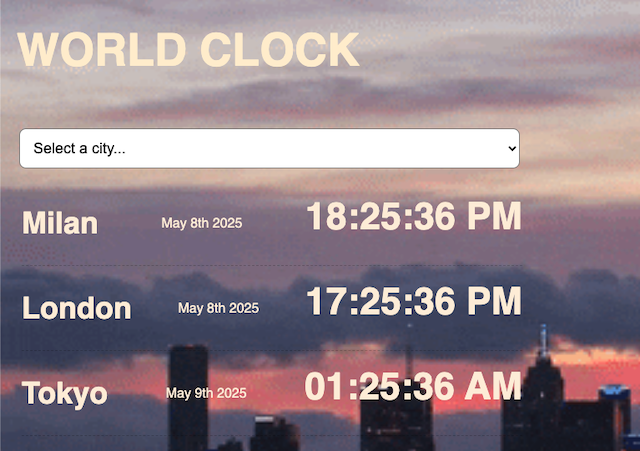 WORLD CLOCK
Select a city...
Milan May 8th 2025 18:25:36 PM
London May 8th 2025 17:25:36 PM
Tokyo May 9th 2025 01:25:36 AM